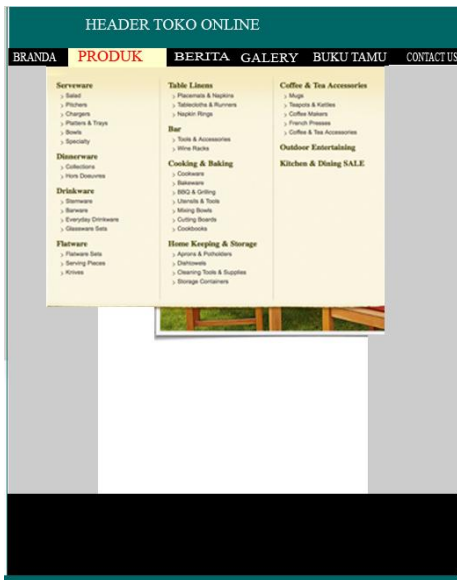 HEADER TOKO ONLINE
BRANDA PRODUK BERITA GALERY BUKU TAMU CONTACT US
Serveware
› Salad
› Pitchers
› Chargers
› Platters & Trays
› Bowls
› Specialty
Dinnerware
› Collections
› Hors Doeuvres
Drinkware
› Stemware
› Barware
› Everyday Drinkware
› Glassware Sets
Flatware
› Flatware Sets
› Serving Pieces
› Knives
Table Linens
› Placemats & Napkins
› Tablecloths & Runners
› Napkin Rings
Bar
› Tools & Accessories
› Wine Racks
Cooking & Baking
› Cookware
› Bakeware
› BBQ & Grilling
› Utensils & Tools
› Mixing Bowls
› Cutting Boards
› Cookbooks
Home Keeping & Storage
› Aprons & Potholders
› Dishtowels
› Cleaning Tools & Supplies
› Storage Containers
Coffee & Tea Accessories
› Mugs
› Teapots & Kettles
› Coffee Makers
› French Presses
› Coffee & Tea Accessories
Outdoor Entertaining
Kitchen & Dining SALE